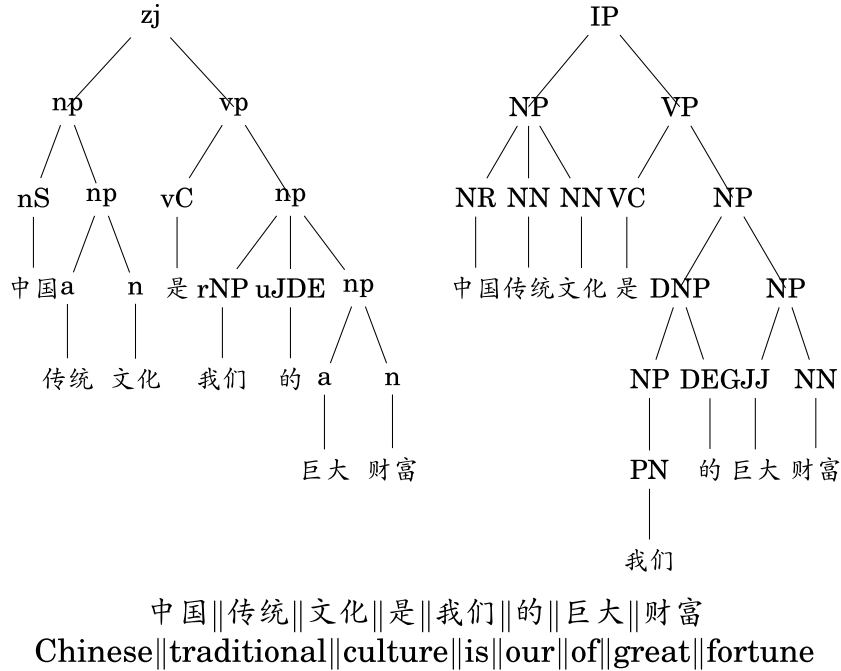 zj IP
np vp NP VP
nS np vC np NR NN NN VC NP
中国 a n 是 rNP uJDE np 中国 传统 文化 是 DNP NP
传统 文化 我们 的 a n NP DEG JJ NN
巨大 财富 PN 的 巨大 财富
我们
中国‖传统‖文化‖是‖我们‖的‖巨大‖财富
Chinese‖traditional‖culture‖is‖our‖of‖great‖fortune